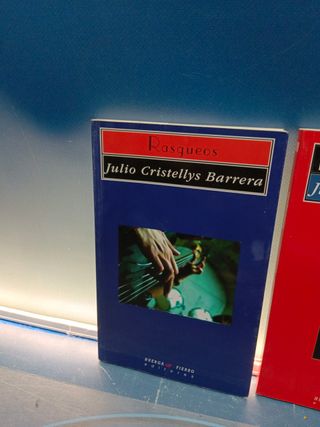 Rasgueos
Julio Cristellys Barrera
HUERGA FIERRO
editores